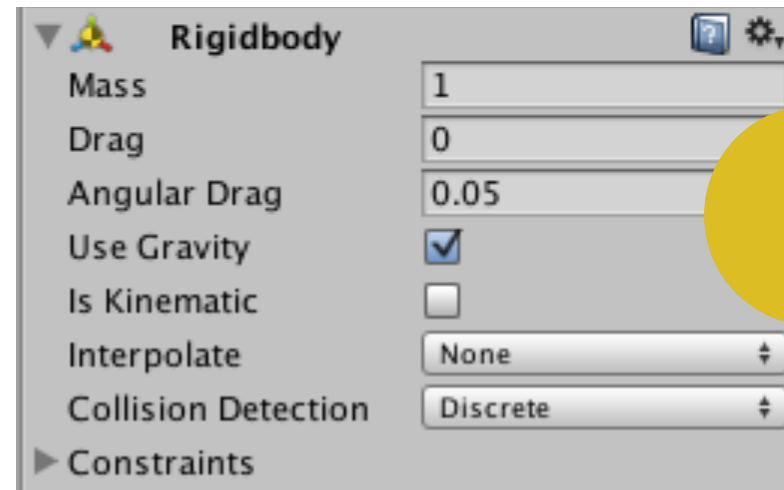 Rigidbody
Mass 1
Drag 0
Angular Drag 0.05
Use Gravity
Is Kinematic
Interpolate None
Collision Detection Discrete
Constraints